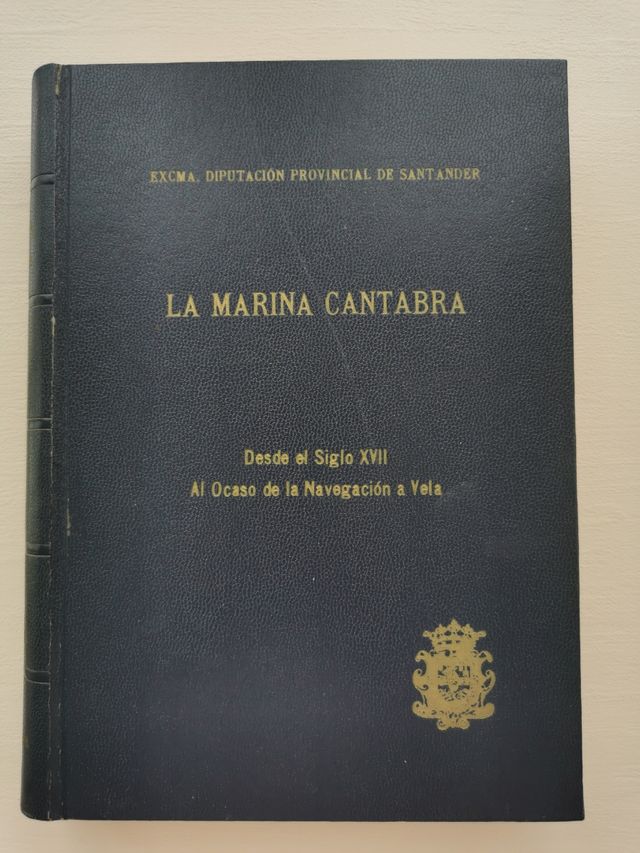 EXCMA. DIPUTACIÓN PROVINCIAL DE SANTANDER
LA MARINA CANTABRA
Desde el Siglo XVII
Al Ocaso de la Navegación a Vela